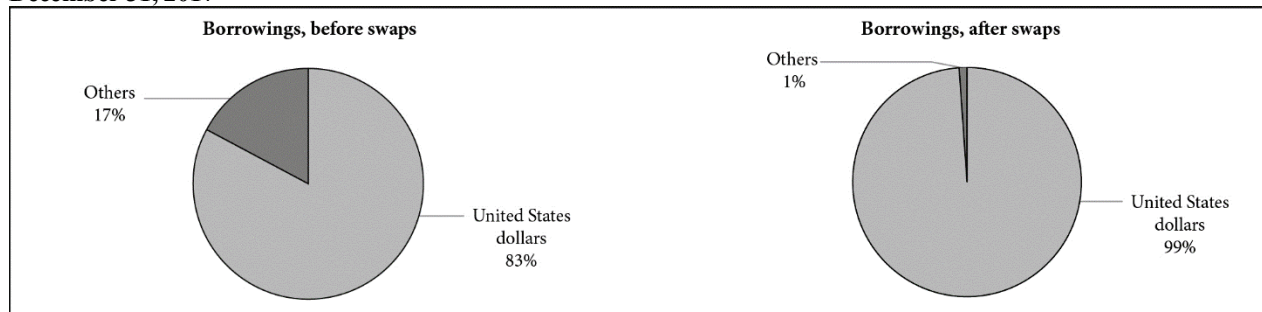 Borrowings, before swaps
Others
17%
United States
dollars
83%
Borrowings, after swaps
Others
1%
United States
dollars
99%